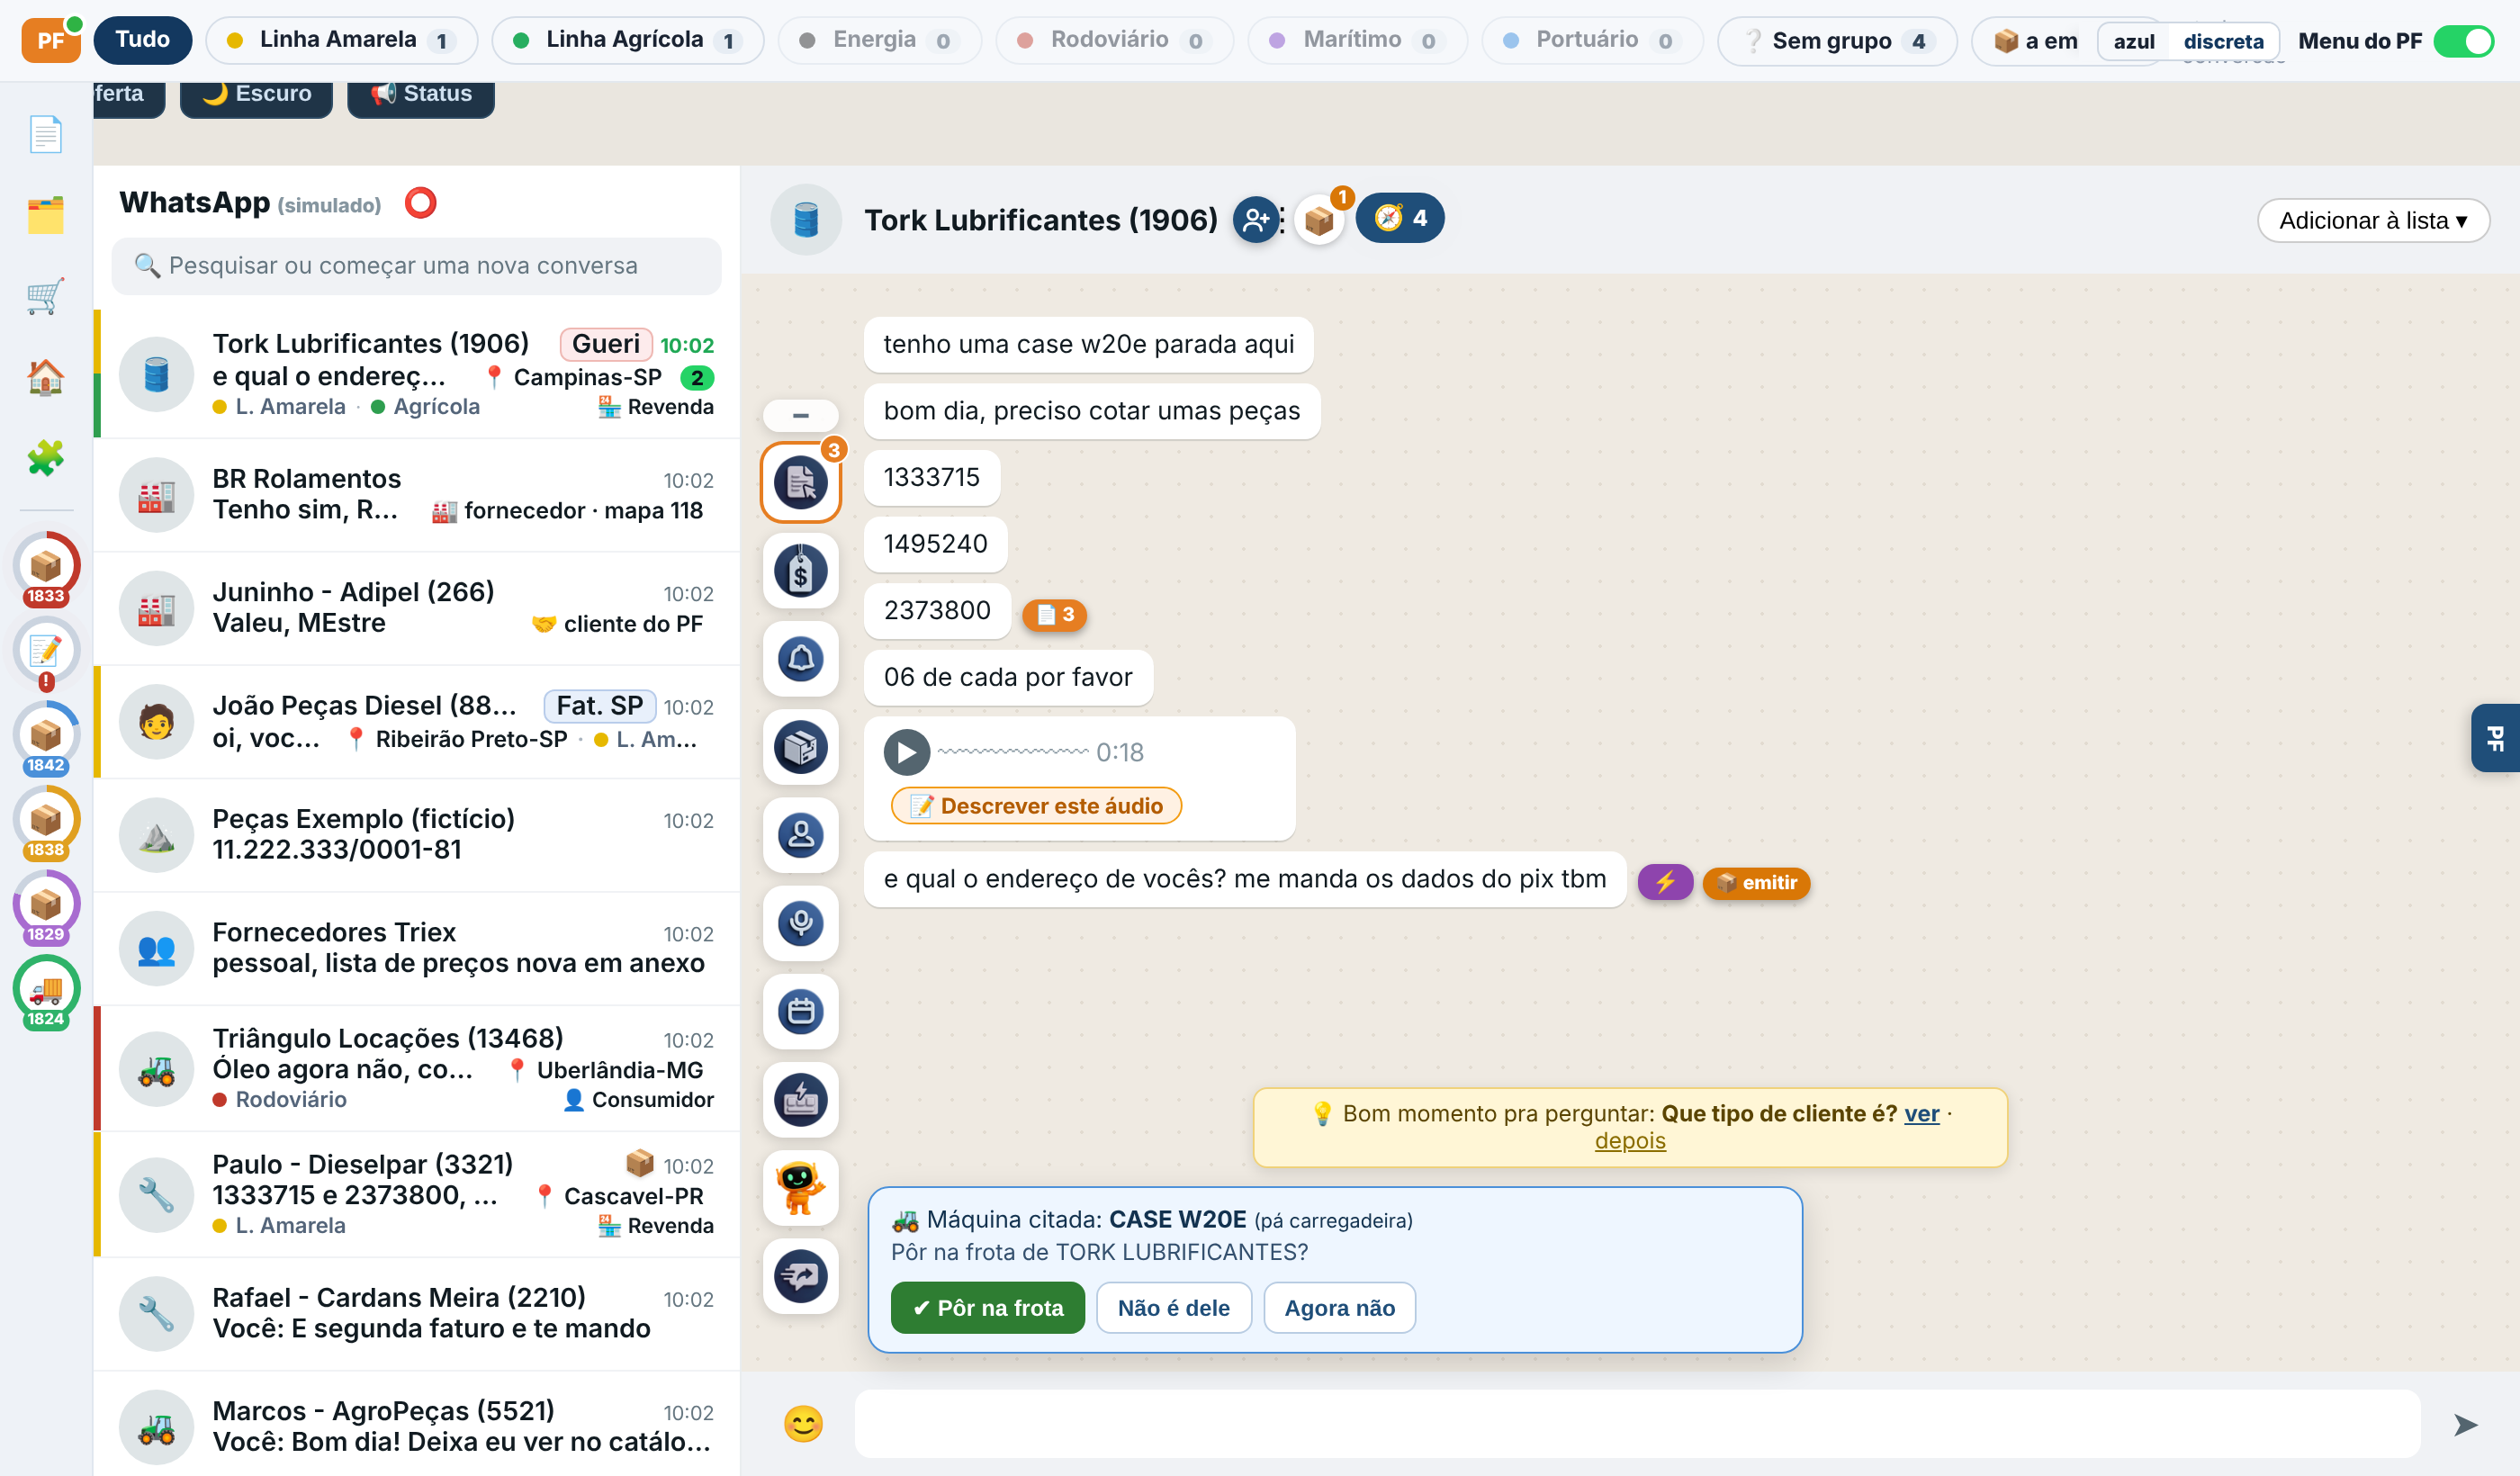 PF
Tudo
Linha Amarela 1
Linha Agrícola 1
Energia 0
Rodoviário 0
Marítimo 0
Portuário 0
Sem grupo 4
a em
azul discreta
Menu do PF
ferta
Escuro
Status
WhatsApp (simulado)
Pesquisar ou começar uma nova conversa
Tork Lubrificantes (1906) Gueri 10:02
e qual o endereç... Campinas-SP 2
L. Amarela · Agrícola Revenda
BR Rolamentos 10:02
Tenho sim, R... fornecedor · mapa 118
Juninho - Adipel (266) 10:02
Valeu, MEstre cliente do PF
João Peças Diesel (88... Fat. SP 10:02
oi, voc... Ribeirão Preto-SP · L. Am...
Peças Exemplo (fictício) 10:02
11.222.333/0001-81
Fornecedores Triex 10:02
pessoal, lista de preços nova em anexo
Triângulo Locações (13468) 10:02
Óleo agora não, co... Uberlândia-MG
Rodoviário Consumidor
Paulo - Dieselpar (3321) 10:02
1333715 e 2373800, ... Cascavel-PR
L. Amarela Revenda
Rafael - Cardans Meira (2210) 10:02
Você: E segunda faturo e te mando
Marcos - AgroPeças (5521) 10:02
Você: Bom dia! Deixa eu ver no catálo...
1833
!
1842
1838
1829
1824
Tork Lubrificantes (1906) 1 4
Adicionar à lista ▾
3
tenho uma case w20e parada aqui
bom dia, preciso cotar umas peças
1333715
1495240
2373800 3
06 de cada por favor
0:18
Descrever este áudio
e qual o endereço de vocês? me manda os dados do pix tbm emitir
PF
Bom momento pra perguntar: Que tipo de cliente é? ver ·
depois
Máquina citada: CASE W20E (pá carregadeira)
Pôr na frota de TORK LUBRIFICANTES?
✔ Pôr na frota
Não é dele
Agora não